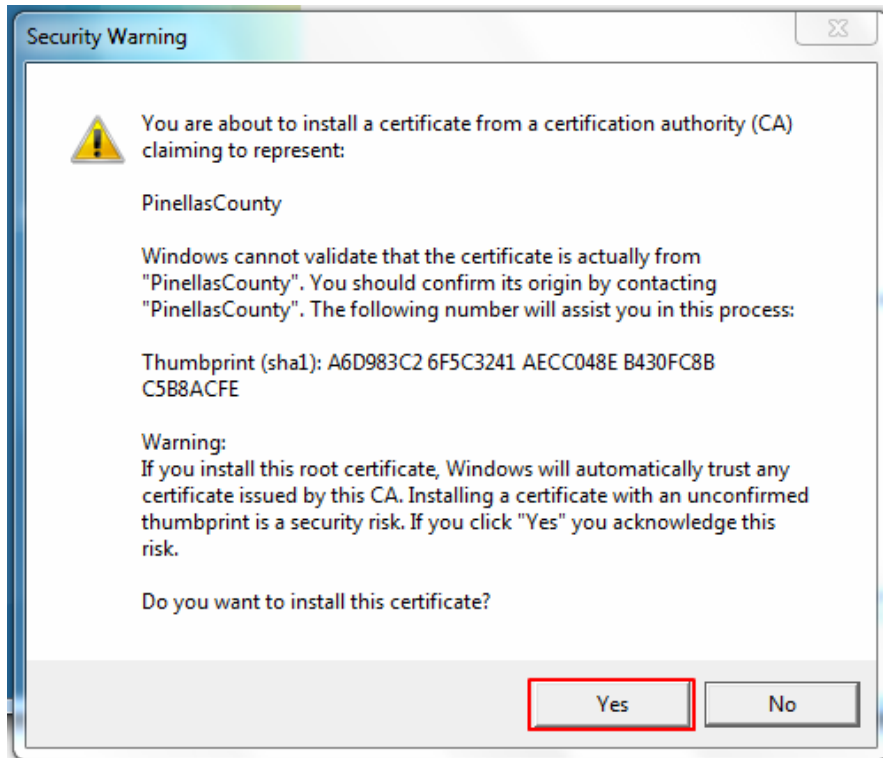 Security Warning
You are about to install a certificate from a certification authority (CA)
claiming to represent:
PinellasCounty
Windows cannot validate that the certificate is actually from
"PinellasCounty". You should confirm its origin by contacting
"PinellasCounty". The following number will assist you in this process:
Thumbprint (sha1): A6D983C2 6F5C3241 AECC048E B430FC8B
C5B8ACFE
Warning:
If you install this root certificate, Windows will automatically trust any
certificate issued by this CA. Installing a certificate with an unconfirmed
thumbprint is a security risk. If you click "Yes" you acknowledge this
risk.
Do you want to install this certificate?
Yes No